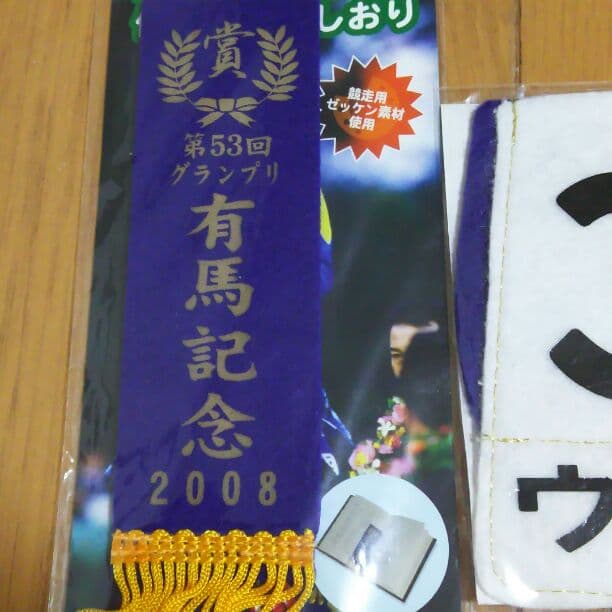 しおり
賞
第53回
グランプリ
有馬記念
2008
競走用
ゼッケン素材
使用
ウ